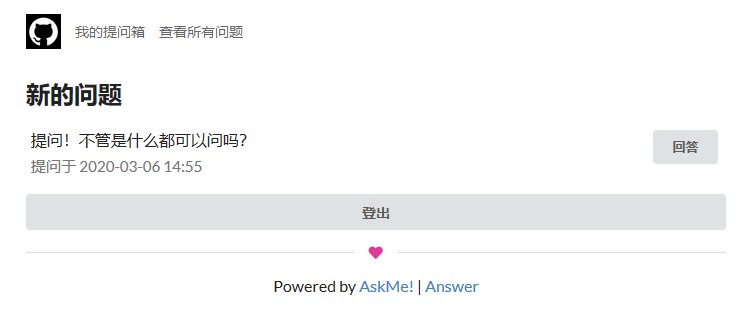 我的提问箱 查看所有问题
新的问题
提问！不管是什么都可以问吗？
回答
提问于 2020-03-06 14:55
登出
Powered by AskMe! | Answer